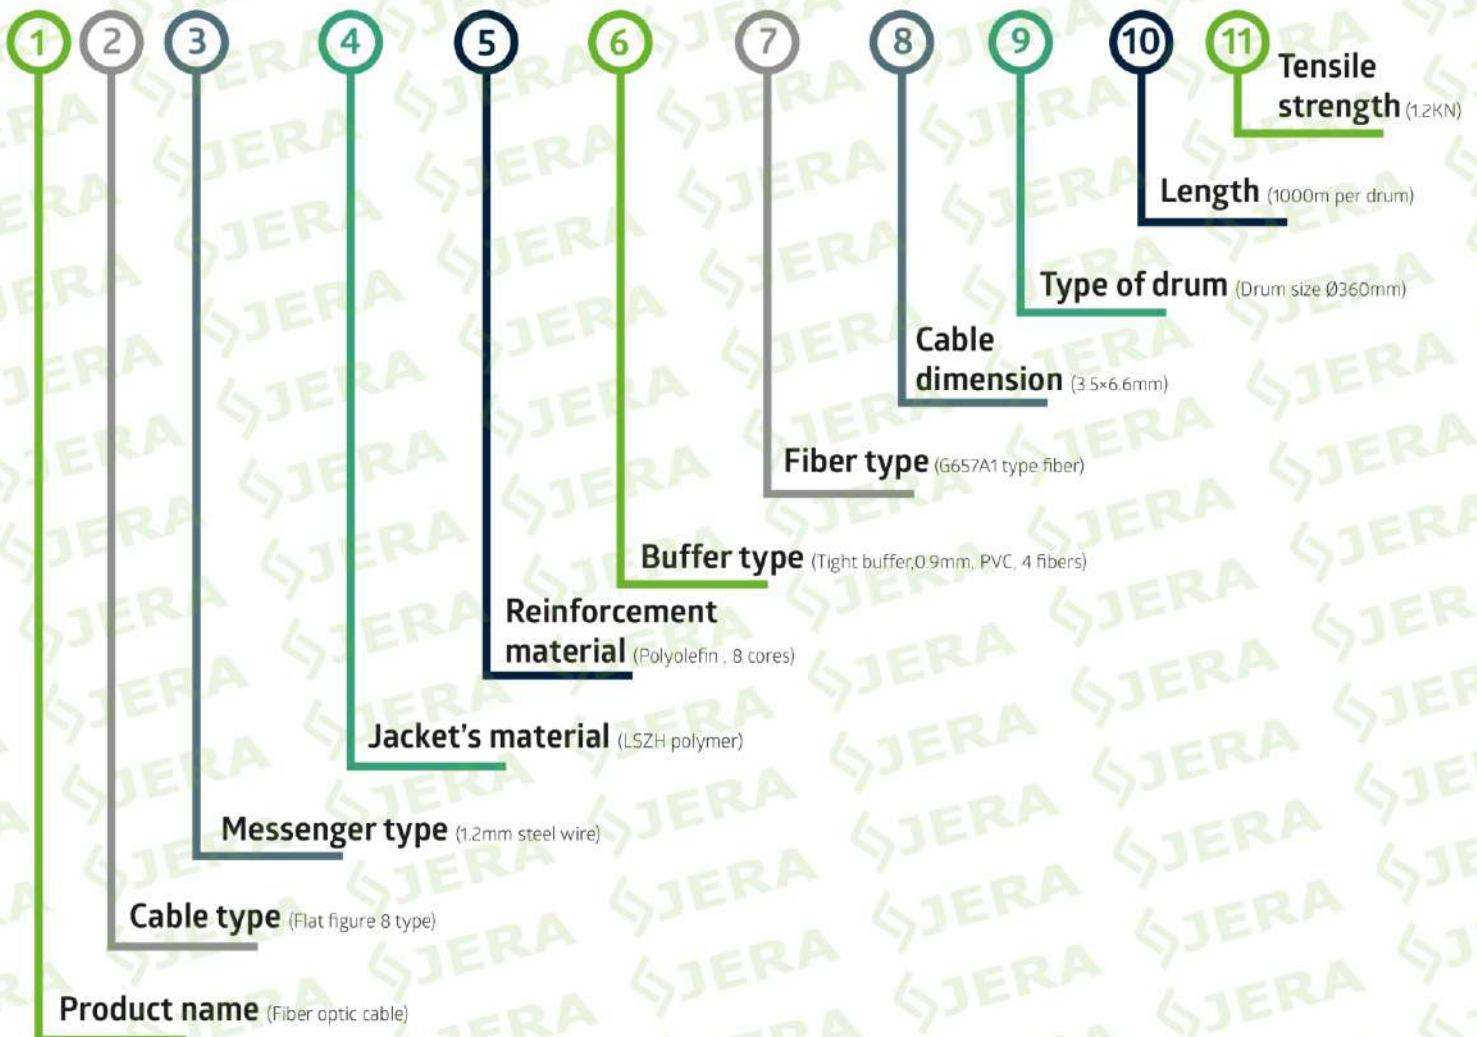 1 2 3 4 5 6 7 8 9 10 11
Tensile
strength (1.2KN)
Length (1000m per drum)
Type of drum (Drum size Ø360mm)
Cable
dimension (3.5×6.6mm)
Fiber type (G657A1 type fiber)
Buffer type (Tight buffer,0.9mm, PVC, 4 fibers)
Reinforcement
material (Polyolefin , 8 cores)
Jacket's material (LSZH polymer)
Messenger type (1.2mm steel wire)
Cable type (Flat figure 8 type)
Product name (Fiber optic cable)
JERA